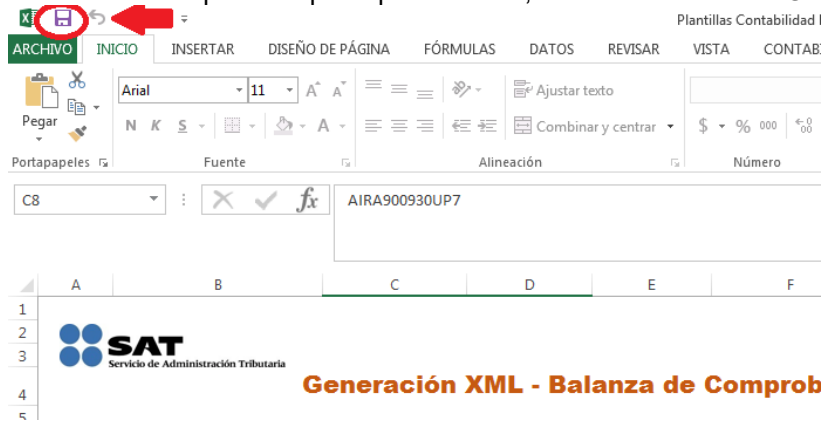 Plantillas Contabilidad
ARCHIVO INICIO INSERTAR DISEÑO DE PÁGINA FÓRMULAS DATOS REVISAR VISTA CONTAB
Arial 11 A A Ajustar texto
Pegar N K S A Combinar y centrar $ % 000
Portapapeles Fuente Alineación Número
C8 fx AIRA900930UP7
A B C D E F
1
2
3
SAT
Servicio de Administración Tributaria
4 Generación XML - Balanza de Comprob
5